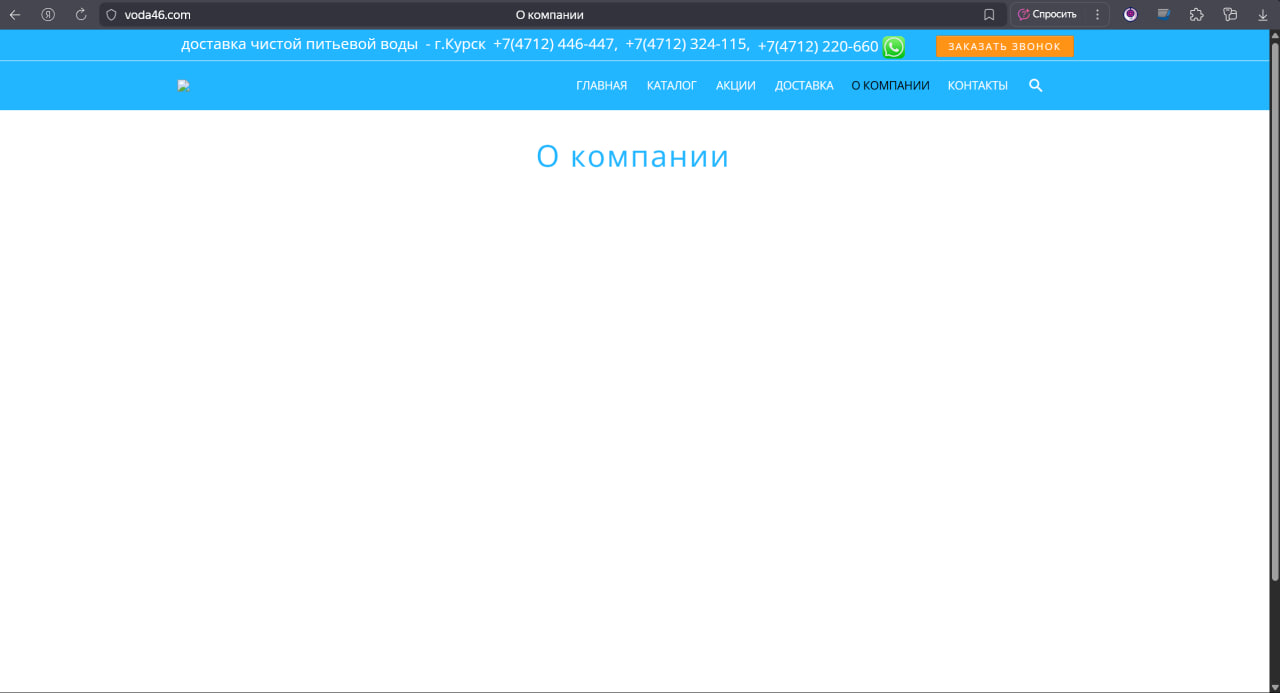 voda46.com
О компании
Спросить
доставка чистой питьевой воды - г.Курск +7(4712) 446-447, +7(4712) 324-115, +7(4712) 220-660
ЗАКАЗАТЬ ЗВОНОК
ГЛАВНАЯ КАТАЛОГ АКЦИИ ДОСТАВКА О КОМПАНИИ КОНТАКТЫ
О компании